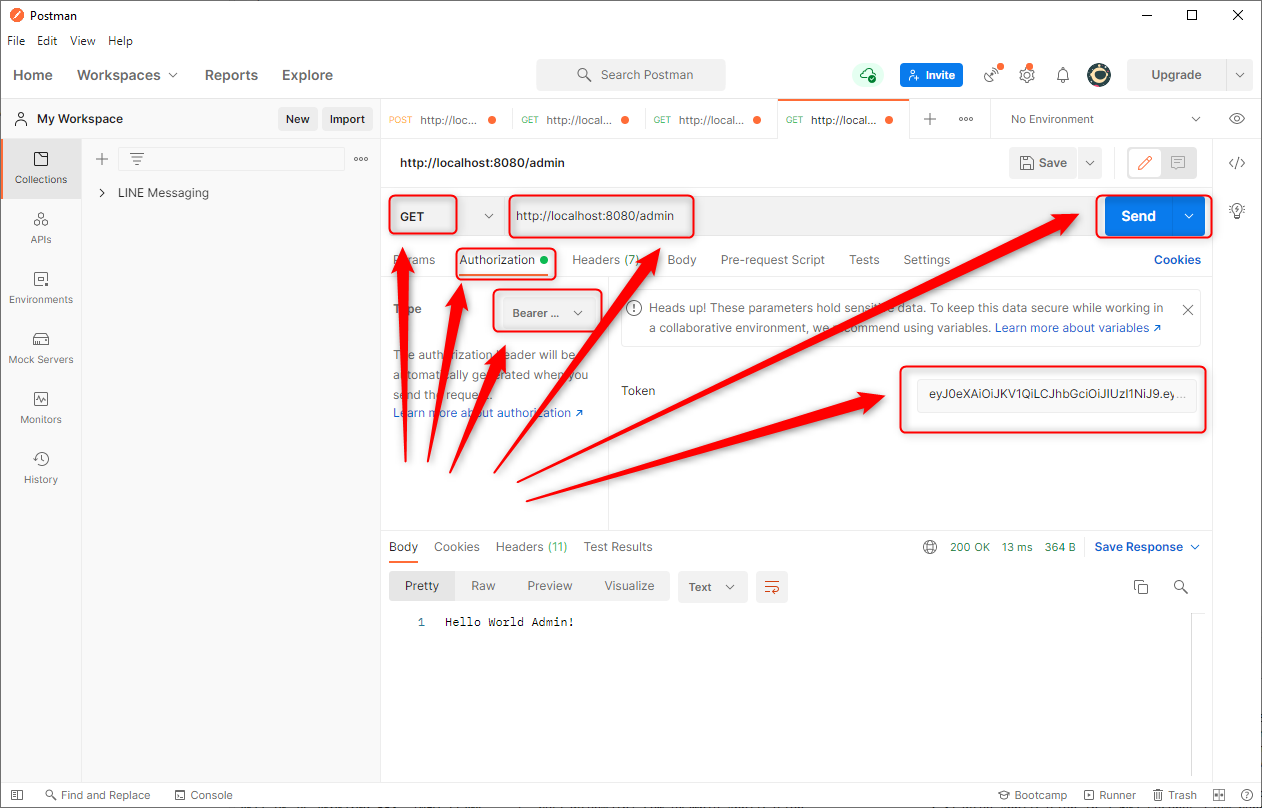 Postman
File Edit View Help
Home Workspaces Reports Explore Search Postman Invite Upgrade
My Workspace New Import POST http://loc... GET http://local... GET http://local... GET http://local... No Environment
http://localhost:8080/admin Save
Collections
LINE Messaging
GET http://localhost:8080/admin Send
APIs
Params Authorization Headers (7) Body Pre-request Script Tests Settings Cookies
Environments
Type Bearer ...
Heads up! These parameters hold sensitive data. To keep this data secure while working in
a collaborative environment, we recommend using variables. Learn more about variables
Mock Servers
The authorization header will be
automatically generated when you
send the request.
Learn more about authorization
Token eyJ0eXAiOiJKV1QiLCJhbGciOiJIUzI1NiJ9.ey...
Monitors
History
Body Cookies Headers (11) Test Results 200 OK 13 ms 364 B Save Response
Pretty Raw Preview Visualize Text
1 Hello World Admin!
Find and Replace Console Bootcamp Runner Trash